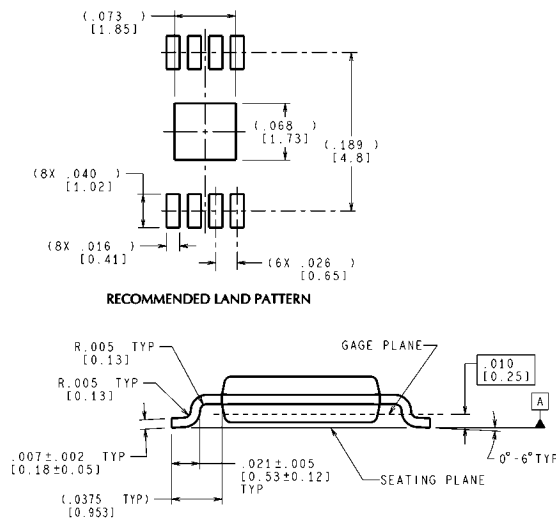 (.073 )
[1.85]
(.068 )
[1.73]
(.189 )
[4.8]
(8X .040 )
[1.02]
(8X .016 )
[0.41]
(6X .026 )
[0.65]
RECOMMENDED LAND PATTERN
R.005 TYP
[0.13]
GAGE PLANE
.010
[0.25]
R.005 TYP
[0.13]
A
.007±.002 TYP
[0.18±0.05]
.021±.005
[0.53±0.12]
TYP
SEATING PLANE
0°-6°TYP
(.0375 TYP)
[0.953]